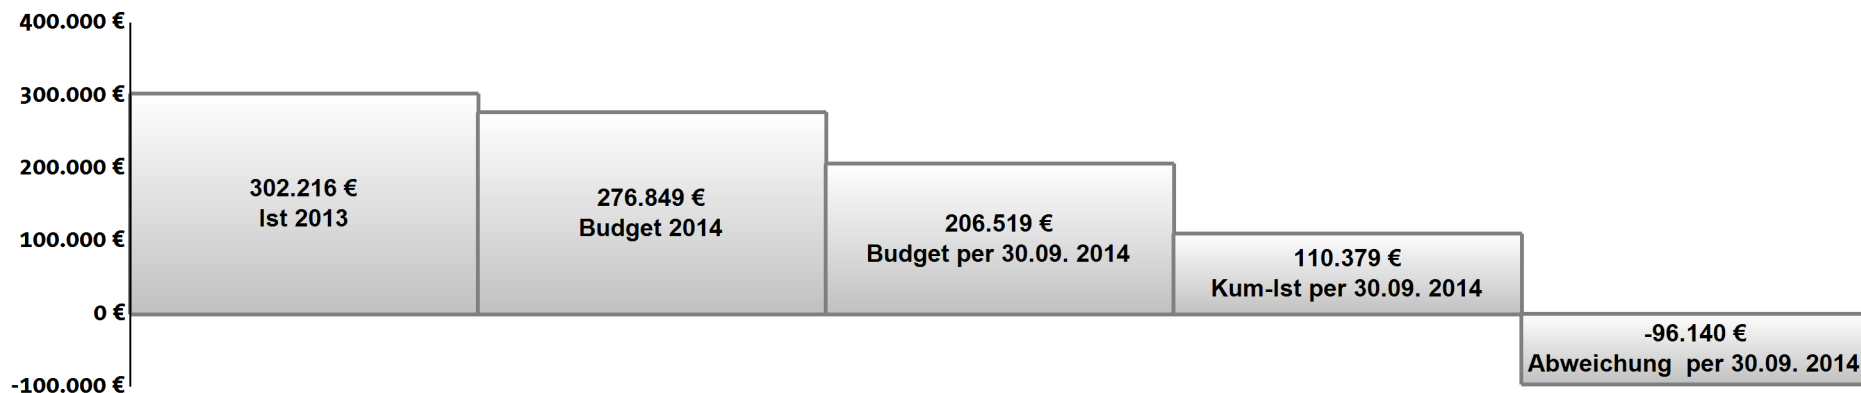 400.000 €
300.000 €
200.000 €
100.000 €
0 €
-100.000 €
302.216 €
Ist 2013
276.849 €
Budget 2014
206.519 €
Budget per 30.09. 2014
110.379 €
Kum-Ist per 30.09. 2014
-96.140 €
Abweichung  per 30.09. 2014